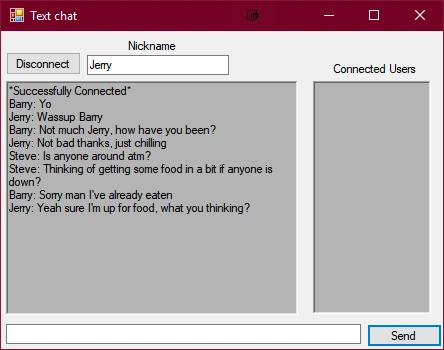 Text chat
Nickname
Disconnect
Jerry
Connected Users
*Successfully Connected*
Barry: Yo
Jerry: Wassup Barry
Barry: Not much Jerry, how have you been?
Jerry: Not bad thanks, just chilling
Steve: Is anyone around atm?
Steve: Thinking of getting some food in a bit if anyone is
down?
Barry: Sorry man I've already eaten
Jerry: Yeah sure I'm up for food, what you thinking?
Send